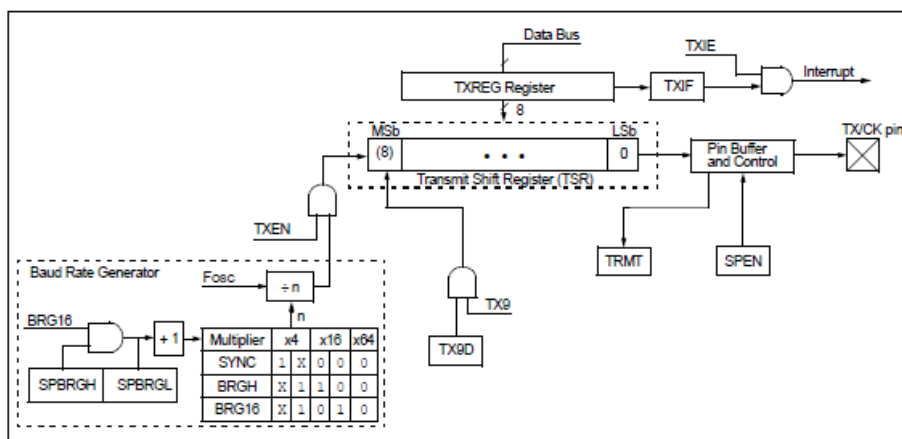 Data Bus
TXIE
Interrupt
TXREG Register
TXIF
8
MSb
LSb
TX/CK pin
(8)
• • •
0
Pin Buffer
and Control
Transmit Shift Register (TSR)
TXEN
TRMT
SPEN
Baud Rate Generator
Fosc
÷ n
TX9
n
BRG16
+ 1
Multiplier x4 x16 x64
TX9D
SYNC 1 X 0 0 0
SPBRGH SPBRGL
BRGH X 1 1 0 0
BRG16 X 1 0 1 0